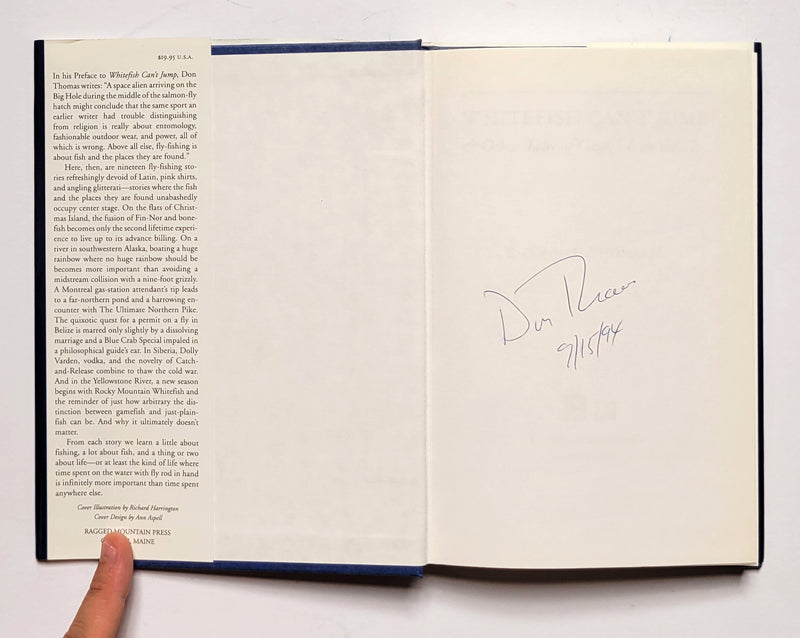 $19.95 U.S.A.
In his Preface to Whitefish Can't Jump, Don
Thomas writes: "A space alien arriving on the
Big Hole during the middle of the salmon-fly
hatch might conclude that the same sport an
earlier writer had trouble distinguishing
from religion is really about entomology,
fashionable outdoor wear, and power, all of
which is wrong. Above all else, fly-fishing is
about fish and the places they are found."
Here, then, are nineteen fly-fishing sto-
ries refreshingly devoid of Latin, pink shirts,
and angling glitterati—stories where the fish
and the places they are found unabashedly
occupy center stage. On the flats of Christ-
mas Island, the fusion of Fin-Nor and bone-
fish becomes only the second lifetime experi-
ence to live up to its advance billing. On a
river in southwestern Alaska, boating a huge
rainbow where no huge rainbow should be
becomes more important than avoiding a
midstream collision with a nine-foot grizzly.
A Montreal gas-station attendant's tip leads
to a far-northern pond and a harrowing en-
counter with The Ultimate Northern Pike.
The quixotic quest for a permit on a fly in
Belize is marred only slightly by a dissolving
marriage and a Blue Crab Special impaled in
a philosophical guide's ear. In Siberia, Dolly
Varden, vodka, and the novelty of Catch-
and-Release combine to thaw the cold war.
And in the Yellowstone River, a new season
begins with Rocky Mountain Whitefish and
the reminder of just how arbitrary the dis-
tinction between gamefish and just-plain-
fish can be. And why it ultimately doesn't
matter.
From each story we learn a little about
fishing, a lot about fish, and a thing or two
about life—or at least the kind of life where
time spent on the water with fly rod in hand
is infinitely more important than time spent
anywhere else.
Cover Illustration by Richard Harrington
Cover Design by Ann Aspell
RAGGED MOUNTAIN PRESS
MAINE
Don Thomas
9/15/94